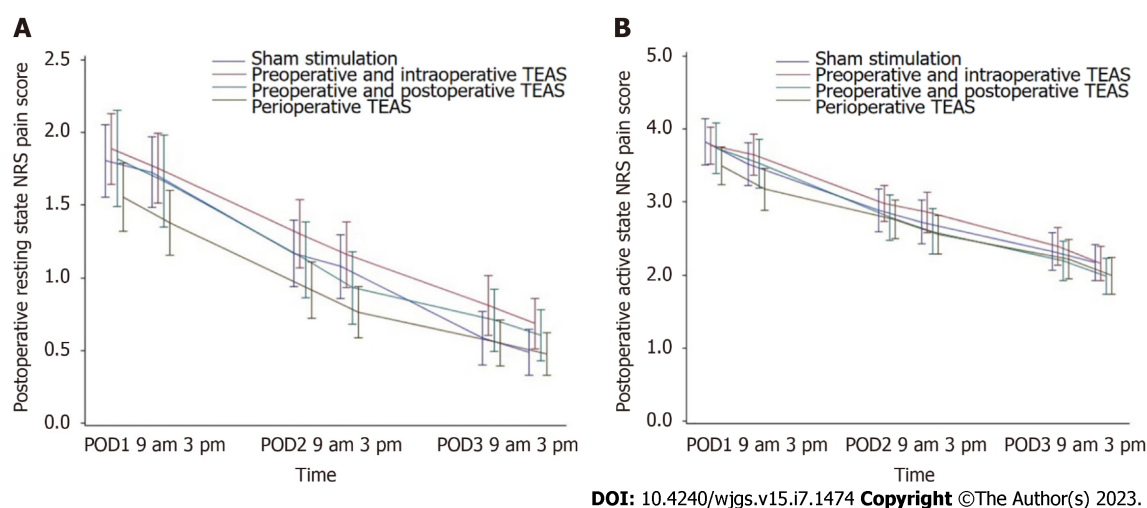 A
Postoperative resting state NRS pain score
2.5
2.0
1.5
1.0
0.5
0.0
Sham stimulation
Preoperative and intraoperative TEAS
Preoperative and postoperative TEAS
Perioperative TEAS
POD1 9 am 3 pm POD2 9 am 3 pm POD3 9 am 3 pm
Time
B
Postoperative active state NRS pain score
5.0
4.0
3.0
2.0
1.0
0.0
Sham stimulation
Preoperative and intraoperative TEAS
Preoperative and postoperative TEAS
Perioperative TEAS
POD1 9 am 3 pm POD2 9 am 3 pm POD3 9 am 3 pm
Time
DOI: 10.4240/wjgs.v15.i7.1474 Copyright ©The Author(s) 2023.